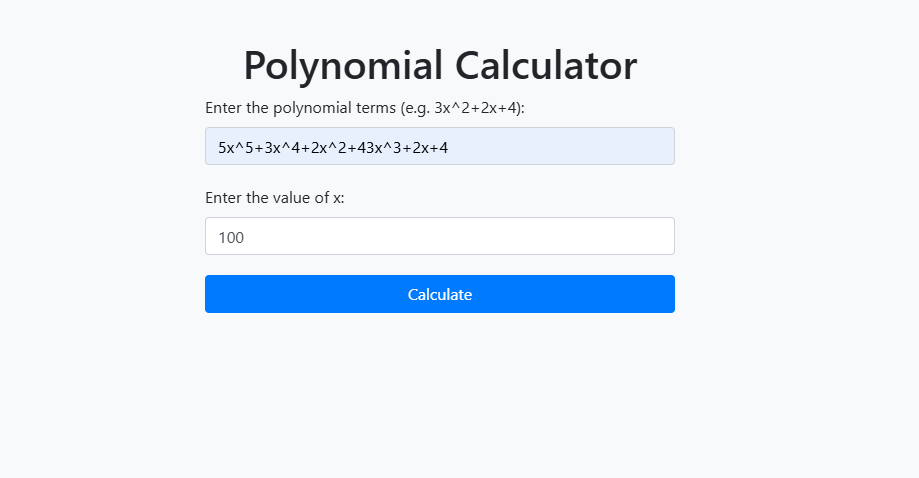 Polynomial Calculator
Enter the polynomial terms (e.g. 3x^2+2x+4):
5x^5+3x^4+2x^2+43x^3+2x+4
Enter the value of x:
100
Calculate